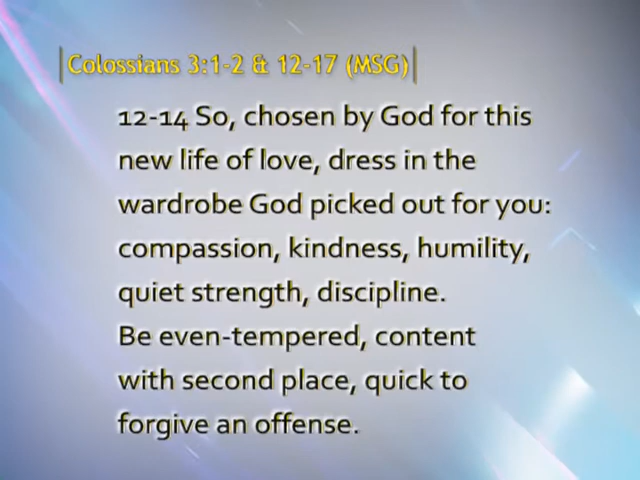 Colossians 3:1-2 & 12-17 (MSG)
12-14 So, chosen by God for this
new life of love, dress in the
wardrobe God picked out for you:
compassion, kindness, humility,
quiet strength, discipline.
Be even-tempered, content
with second place, quick to
forgive an offense.